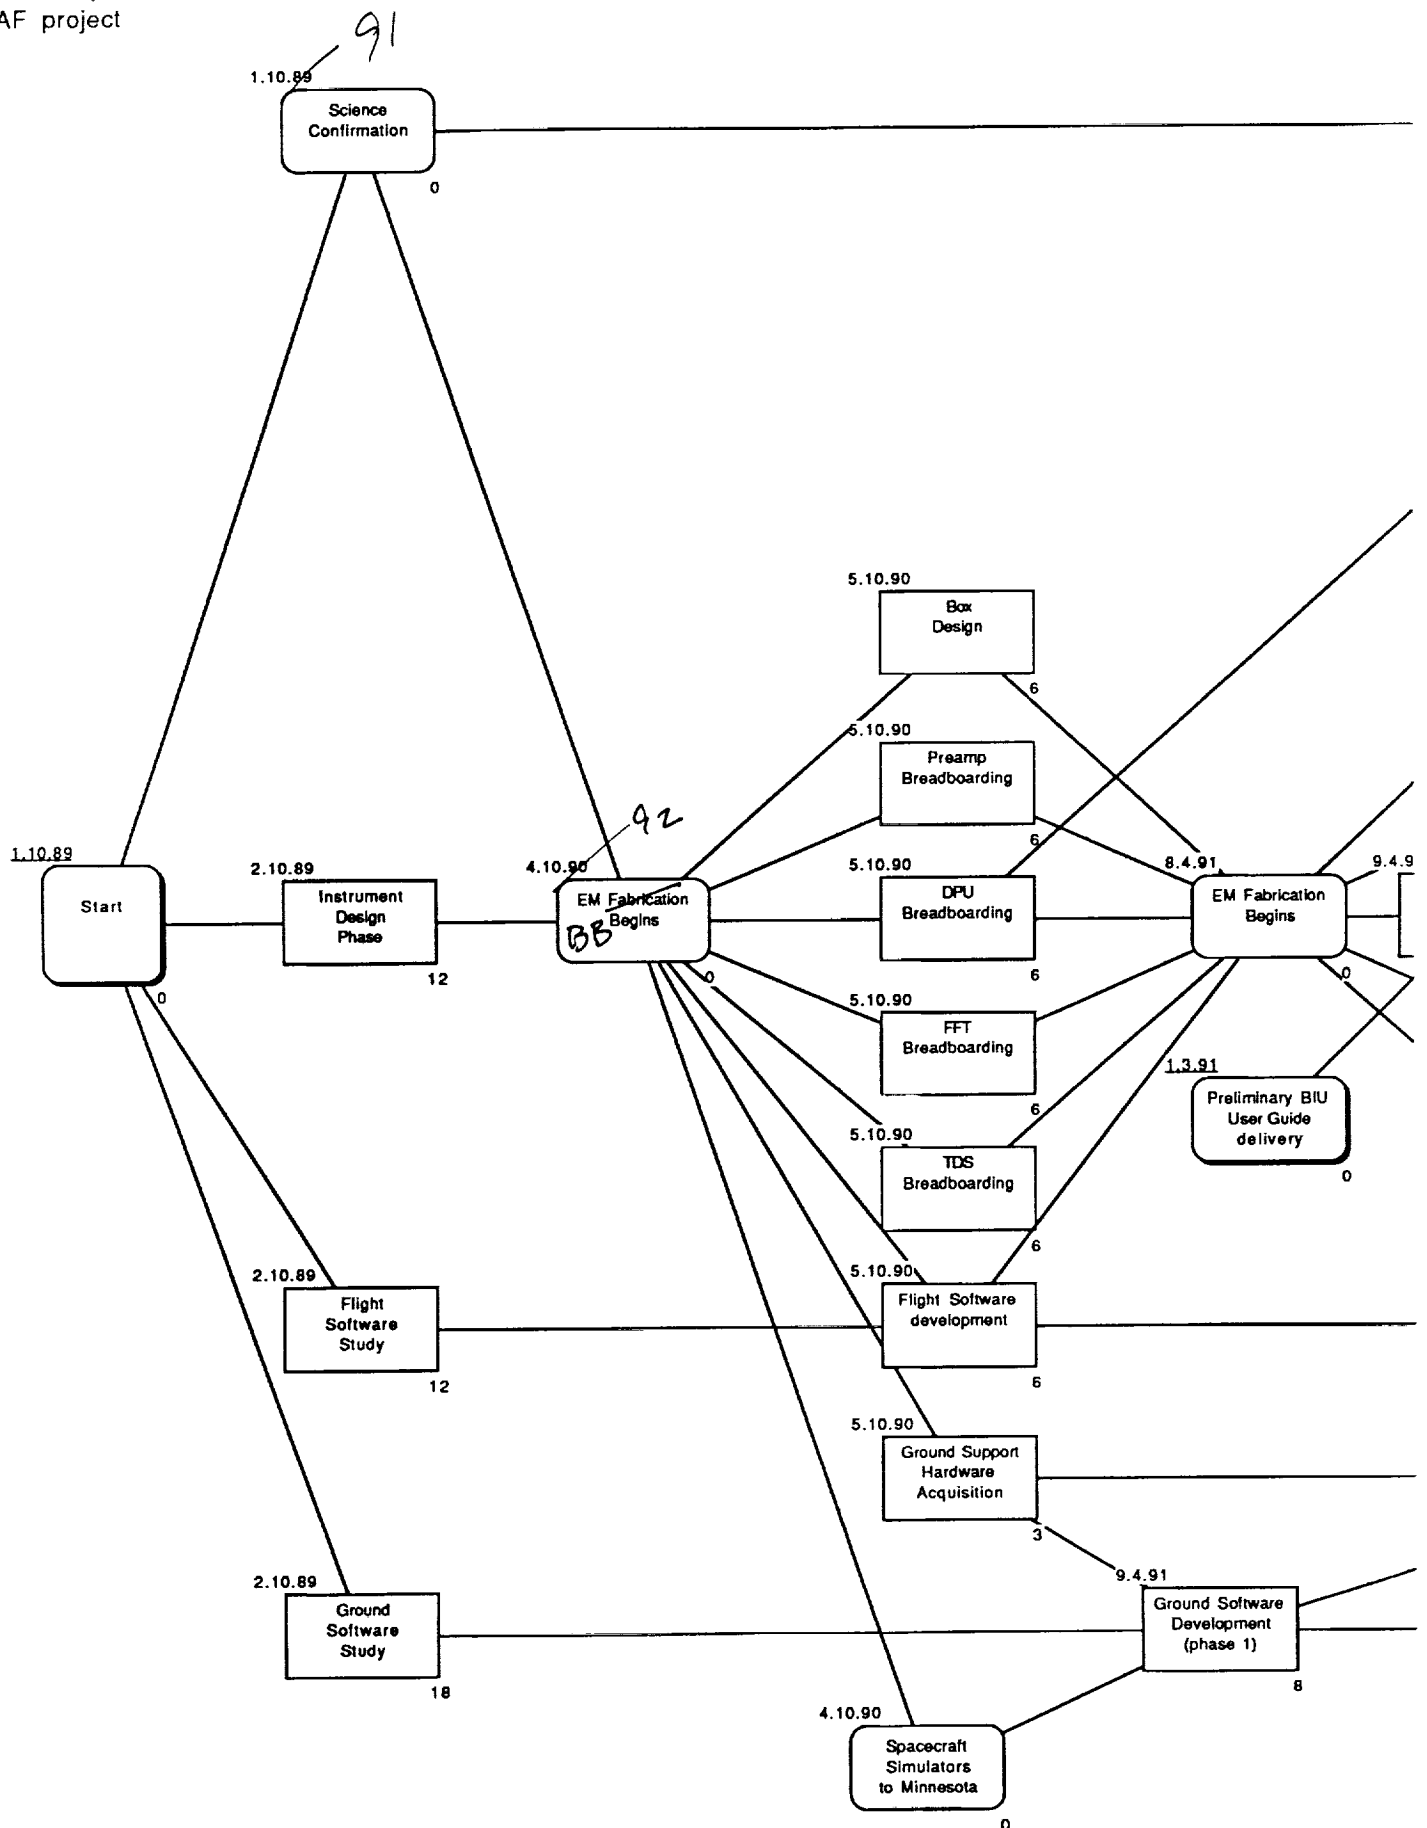 AF project
91
1.10.89
Science
Confirmation
0
5.10.90
Box
Design
6
5.10.90
Preamp
Breadboarding
6
1.10.89
Start
0
2.10.89
Instrument
Design
Phase
12
92
4.10.90
EM Fabrication
BB Begins
0
5.10.90
DPU
Breadboarding
6
8.4.91
EM Fabrication
Begins
0
9.4.9
5.10.90
FFT
Breadboarding
6
1.3.91
Preliminary BIU
User Guide
delivery
0
5.10.90
TDS
Breadboarding
6
2.10.89
Flight
Software
Study
12
5.10.90
Flight Software
development
6
5.10.90
Ground Support
Hardware
Acquisition
3
2.10.89
Ground
Software
Study
18
9.4.91
Ground Software
Development
(phase 1)
8
4.10.90
Spacecraft
Simulators
to Minnesota
0